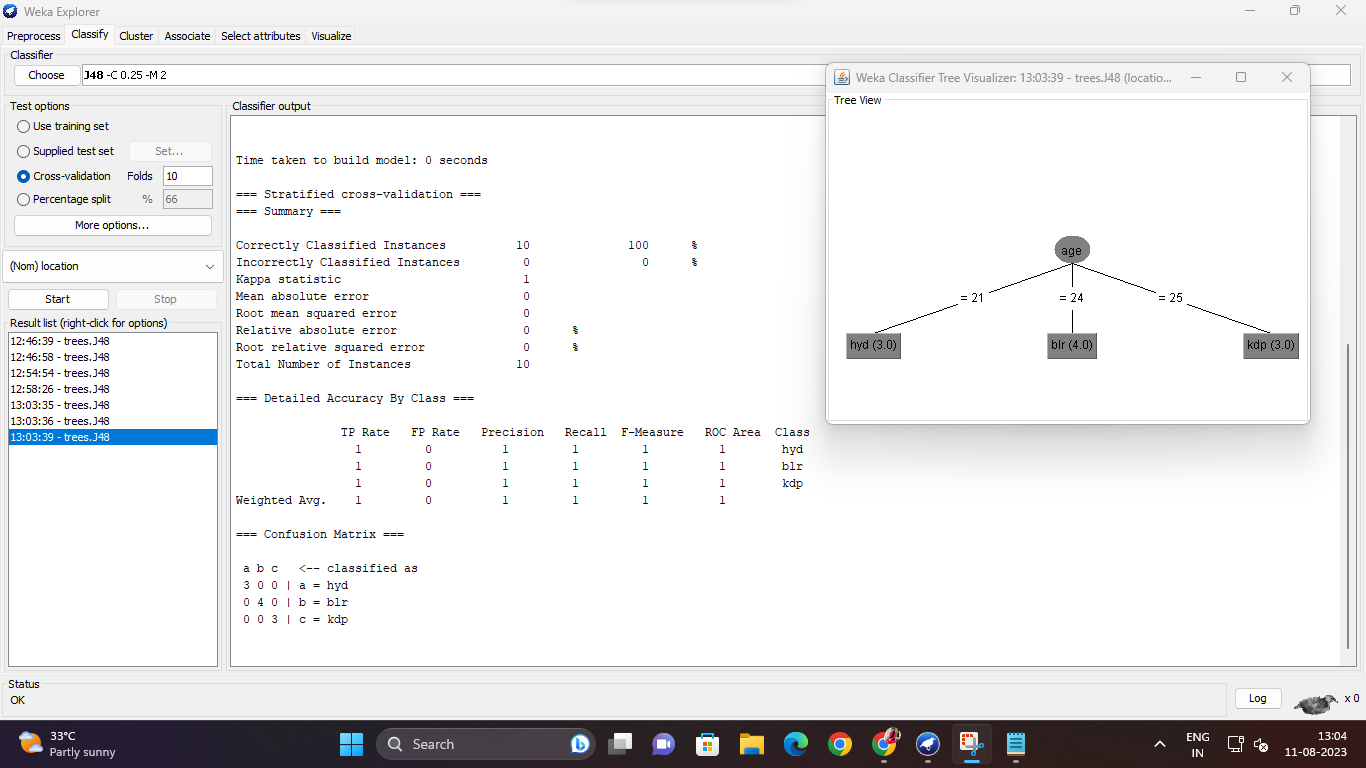 Weka Explorer
Preprocess Classify Cluster Associate Select attributes Visualize
Classifier
Choose J48 -C 0.25 -M 2
Test options
Use training set
Supplied test set Set...
Cross-validation Folds 10
Percentage split % 66
More options...
(Nom) location
Start Stop
Result list (right-click for options)
12:46:39 - trees.J48
12:46:58 - trees.J48
12:54:54 - trees.J48
12:58:26 - trees.J48
13:03:35 - trees.J48
13:03:36 - trees.J48
13:03:39 - trees.J48
Classifier output
Time taken to build model: 0 seconds
=== Stratified cross-validation ===
=== Summary ===
Correctly Classified Instances 10 100 %
Incorrectly Classified Instances 0 0 %
Kappa statistic 1
Mean absolute error 0
Root mean squared error 0
Relative absolute error 0 %
Root relative squared error 0 %
Total Number of Instances 10
=== Detailed Accuracy By Class ===
TP Rate FP Rate Precision Recall F-Measure ROC Area Class
1 0 1 1 1 1 hyd
1 0 1 1 1 1 blr
1 0 1 1 1 1 kdp
Weighted Avg. 1 0 1 1 1 1
=== Confusion Matrix ===
a b c <-- classified as
3 0 0 | a = hyd
0 4 0 | b = blr
0 0 3 | c = kdp
Weka Classifier Tree Visualizer: 13:03:39 - trees.J48 (locatio...
Tree View
age
= 21 = 24 = 25
hyd (3.0) blr (4.0) kdp (3.0)
Status
OK
Log x 0
33°C
Partly sunny
Search
ENG
IN
13:04
11-08-2023